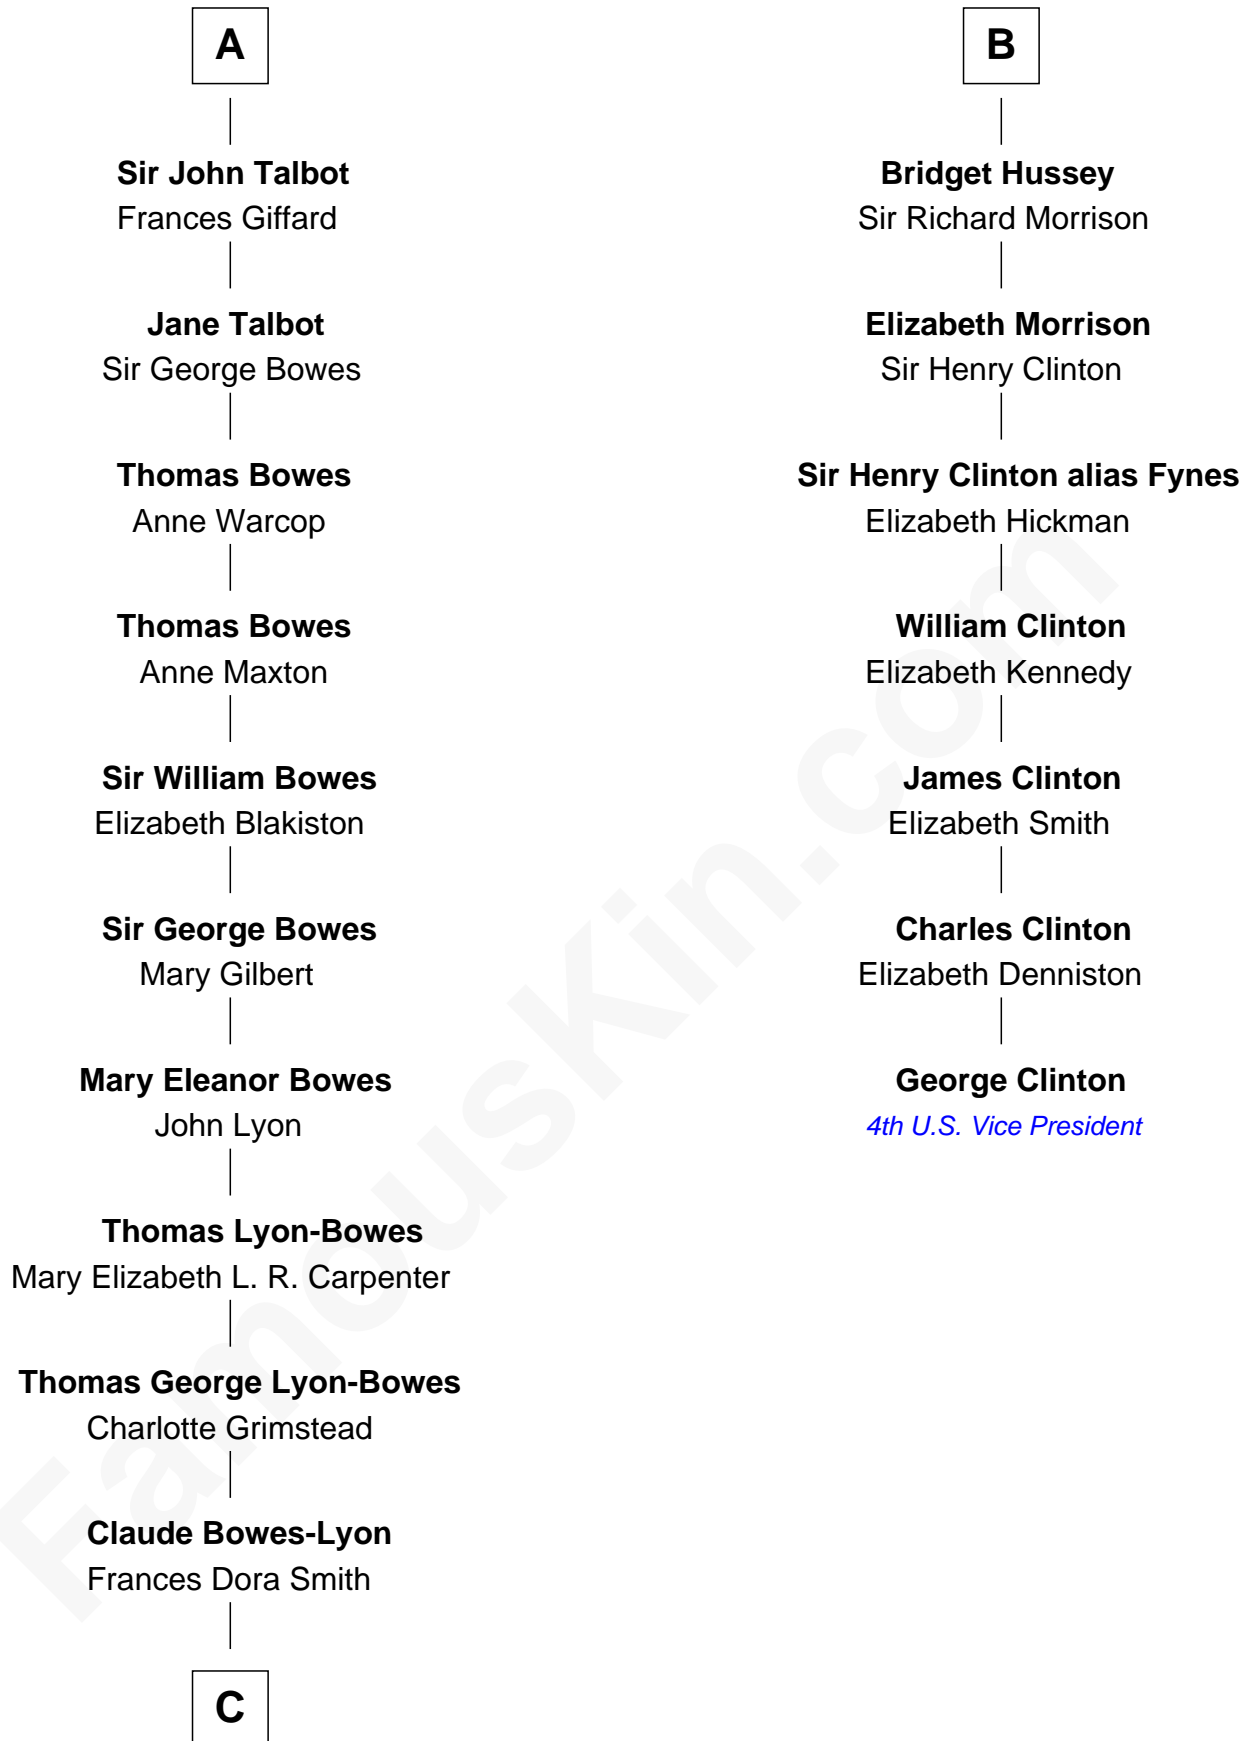 A
Sir John Talbot
Frances Giffard
Jane Talbot
Sir George Bowes
Thomas Bowes
Anne Warcop
Thomas Bowes
Anne Maxton
Sir William Bowes
Elizabeth Blakiston
Sir George Bowes
Mary Gilbert
Mary Eleanor Bowes
John Lyon
Thomas Lyon-Bowes
Mary Elizabeth L. R. Carpenter
Thomas George Lyon-Bowes
Charlotte Grimstead
Claude Bowes-Lyon
Frances Dora Smith
C
B
Bridget Hussey
Sir Richard Morrison
Elizabeth Morrison
Sir Henry Clinton
Sir Henry Clinton alias Fynes
Elizabeth Hickman
William Clinton
Elizabeth Kennedy
James Clinton
Elizabeth Smith
Charles Clinton
Elizabeth Denniston
George Clinton
4th U.S. Vice President
FamousKin.com